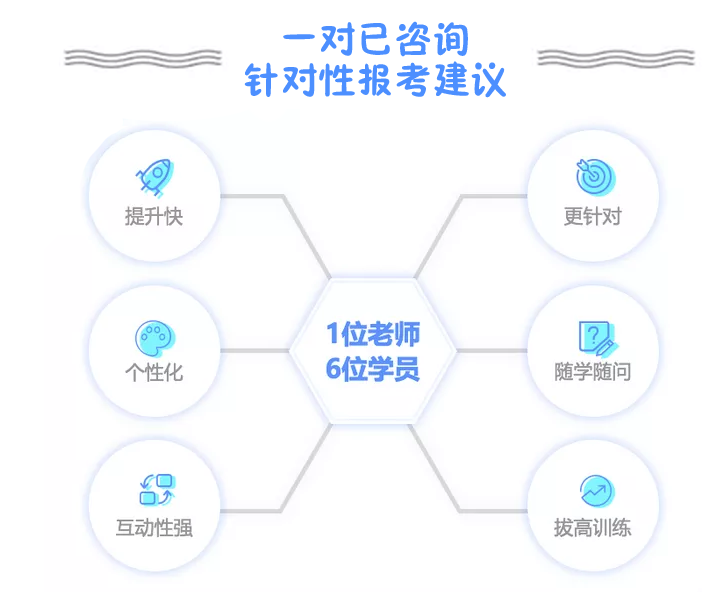 一对已咨询
针对性报考建议
提升快
更针对
1位老师
6位学员
个性化
随学随问
互动性强
拔高训练